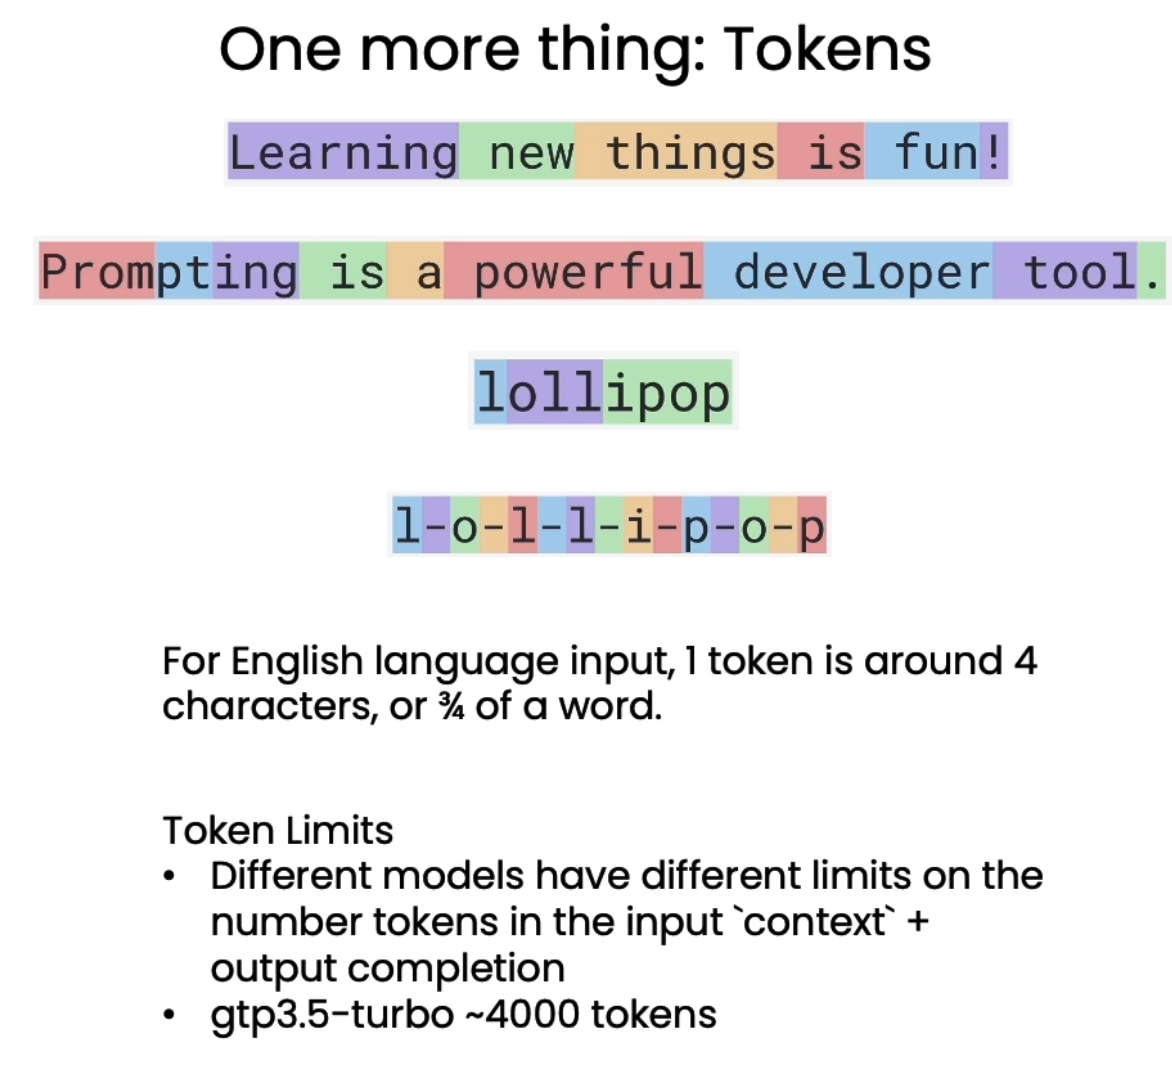 One more thing: Tokens
Learning new things is fun!
Prompting is a powerful developer tool.
lollipop
l-o-l-l-i-p-o-p
For English language input, 1 token is around 4
characters, or ¾ of a word.
Token Limits
• Different models have different limits on the
number tokens in the input `context` +
output completion
• gtp3.5-turbo ~4000 tokens